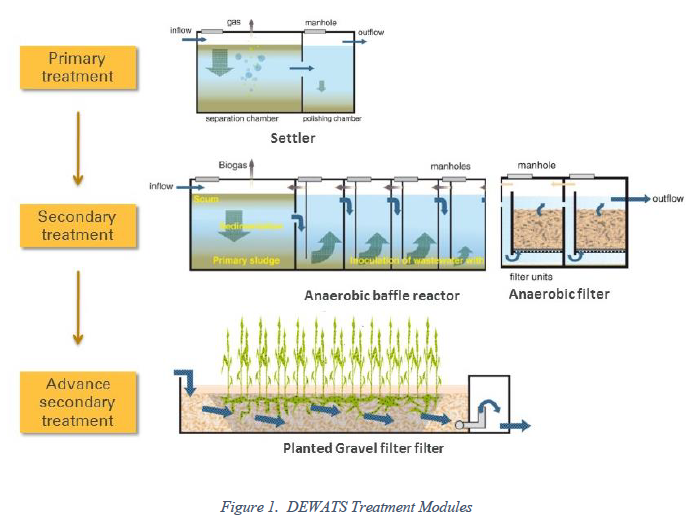 Primary
treatment
inflow
gas
manhole
outflow
separation chamber
polishing chamber
Settler
Secondary
treatment
inflow
Biogas
manholes
Scum
Sedimentation
Primary sludge
Inoculation of wastewater with
Anaerobic baffle reactor
manhole
outflow
filter units
Anaerobic filter
Advance
secondary
treatment
Planted Gravel filter filter
Figure 1. DEWATS Treatment Modules